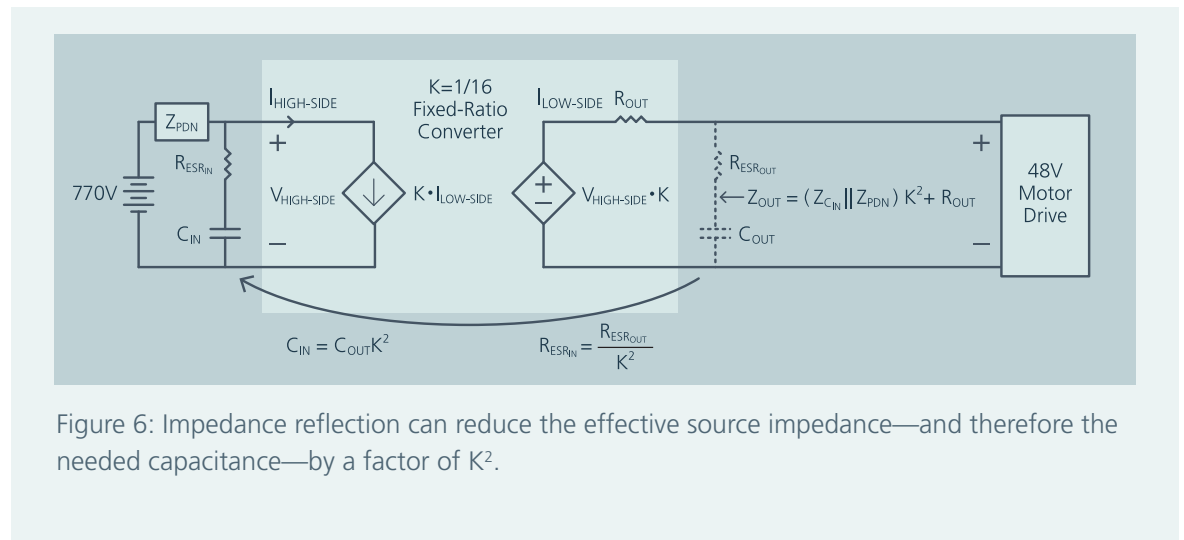 K=1/16
Fixed-Ratio
Converter
I_HIGH-SIDE
I_LOW-SIDE
R_OUT
Z_PDN
+
+
R_ESR_IN
R_ESR_OUT
48V
Motor
Drive
770V
V_HIGH-SIDE
K•I_LOW-SIDE
+
−
V_HIGH-SIDE•K
Z_OUT = (Z_C_IN || Z_PDN) K² + R_OUT
C_IN
−
C_OUT
−
C_IN = C_OUT K²
R_ESR_IN = R_ESR_OUT / K²
Figure 6: Impedance reflection can reduce the effective source impedance—and therefore the
needed capacitance—by a factor of K².